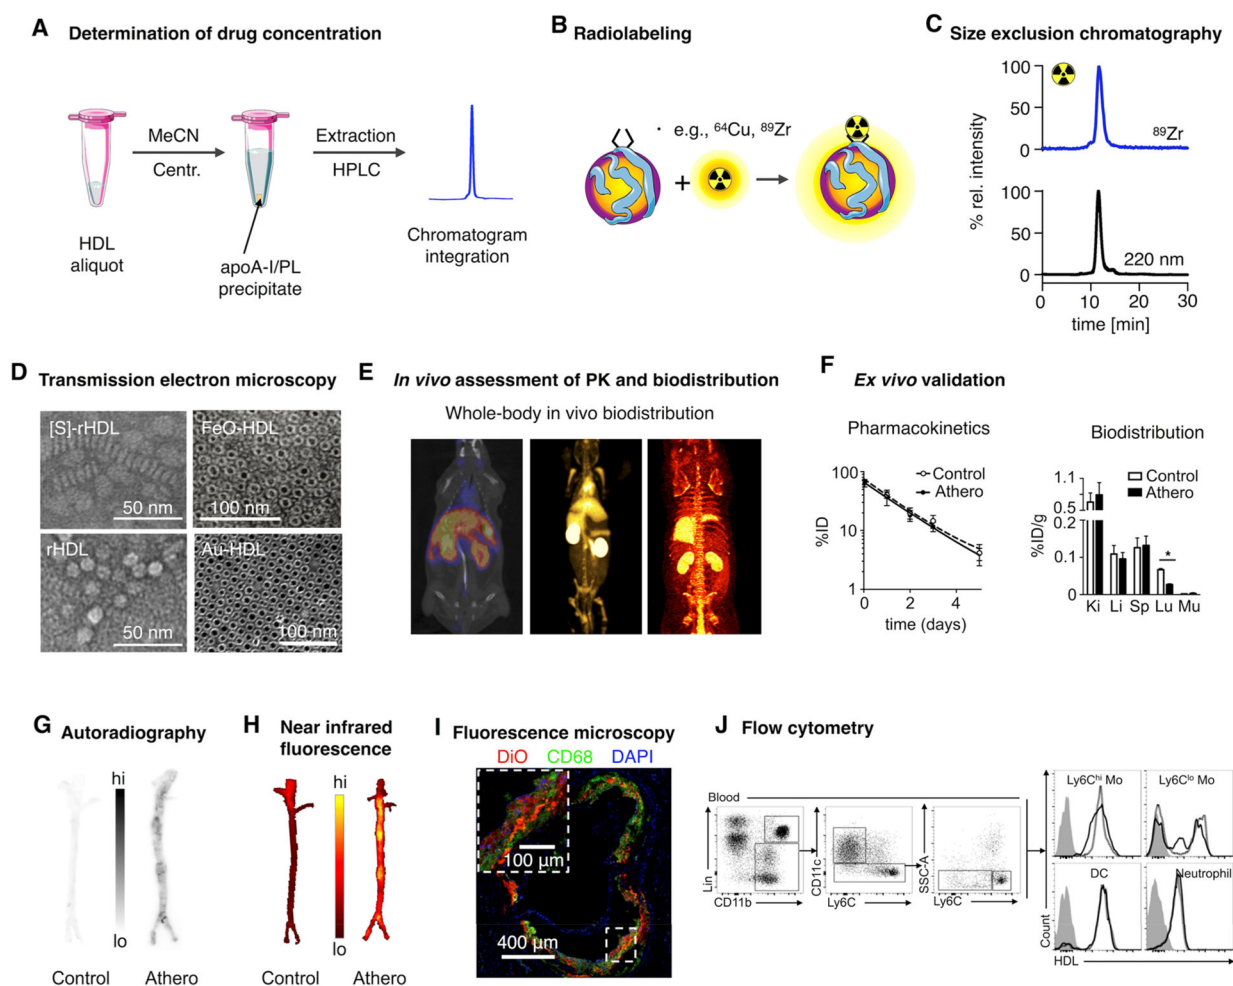 A Determination of drug concentration
MeCN
Centr.
Extraction
HPLC
HDL
aliquot
apoA-I/PL
precipitate
Chromatogram
integration
B Radiolabeling
· e.g., ⁶⁴Cu, ⁸⁹Zr
+
C Size exclusion chromatography
% rel. intensity
100
50
0
⁸⁹Zr
100
50
0
220 nm
0 10 20 30
time [min]
D Transmission electron microscopy
[S]-rHDL
50 nm
FeO-HDL
100 nm
rHDL
50 nm
Au-HDL
100 nm
E In vivo assessment of PK and biodistribution
Whole-body in vivo biodistribution
F Ex vivo validation
Pharmacokinetics
%ID
100
10
1
Control
Athero
0 2 4
time (days)
Biodistribution
%ID/g
1.1
0.5
0.2
0.1
0
Control
Athero
*
Ki Li Sp Lu Mu
G Autoradiography
hi
lo
Control Athero
H Near infrared
fluorescence
hi
lo
Control Athero
I Fluorescence microscopy
DiO CD68 DAPI
100 µm
400 µm
J Flow cytometry
Blood
Lin
CD11b
CD11c
Ly6C
SSC-A
Ly6C
Ly6Cʰⁱ Mo
Ly6Cˡᵒ Mo
DC
Neutrophil
Count
HDL